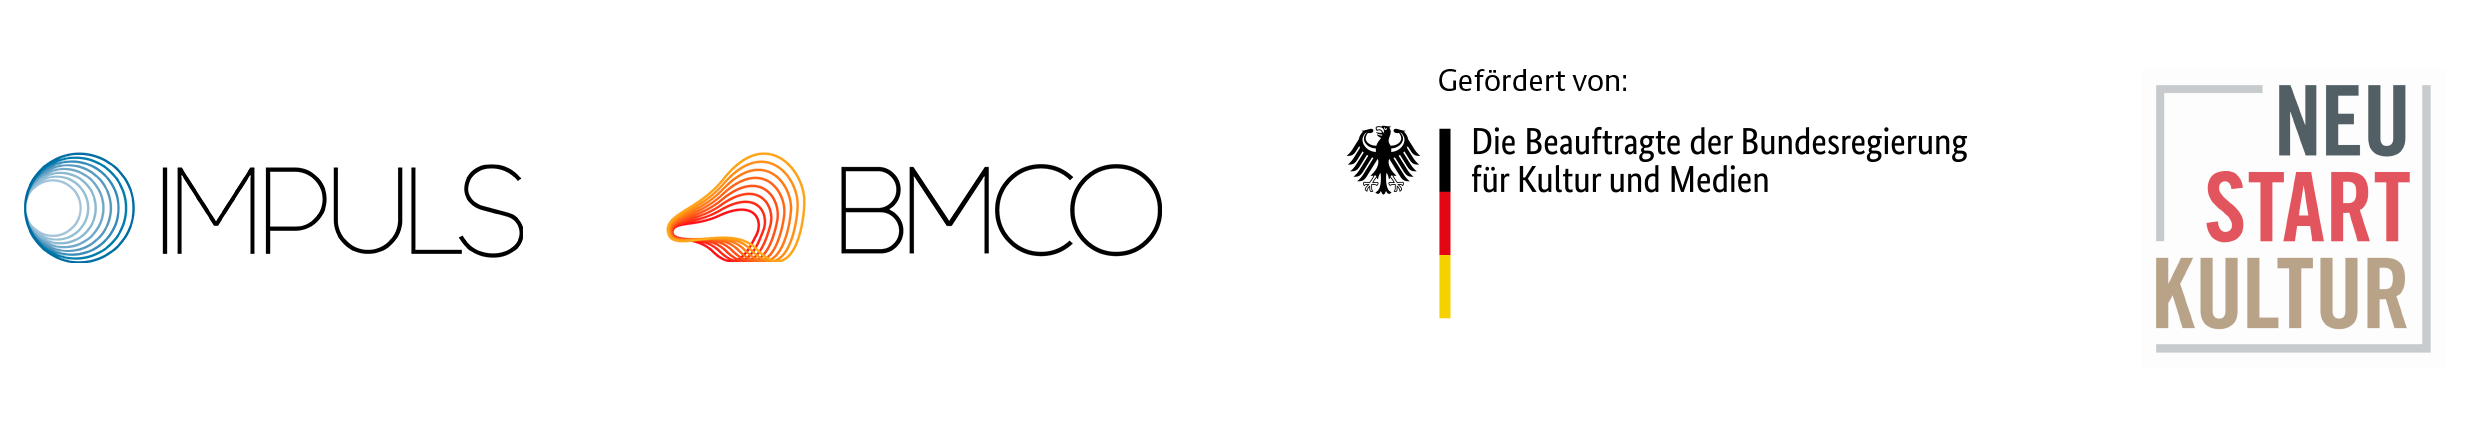 IMPULS
BMCO
Gefördert von:
Die Beauftragte der Bundesregierung
für Kultur und Medien
NEU
START
KULTUR